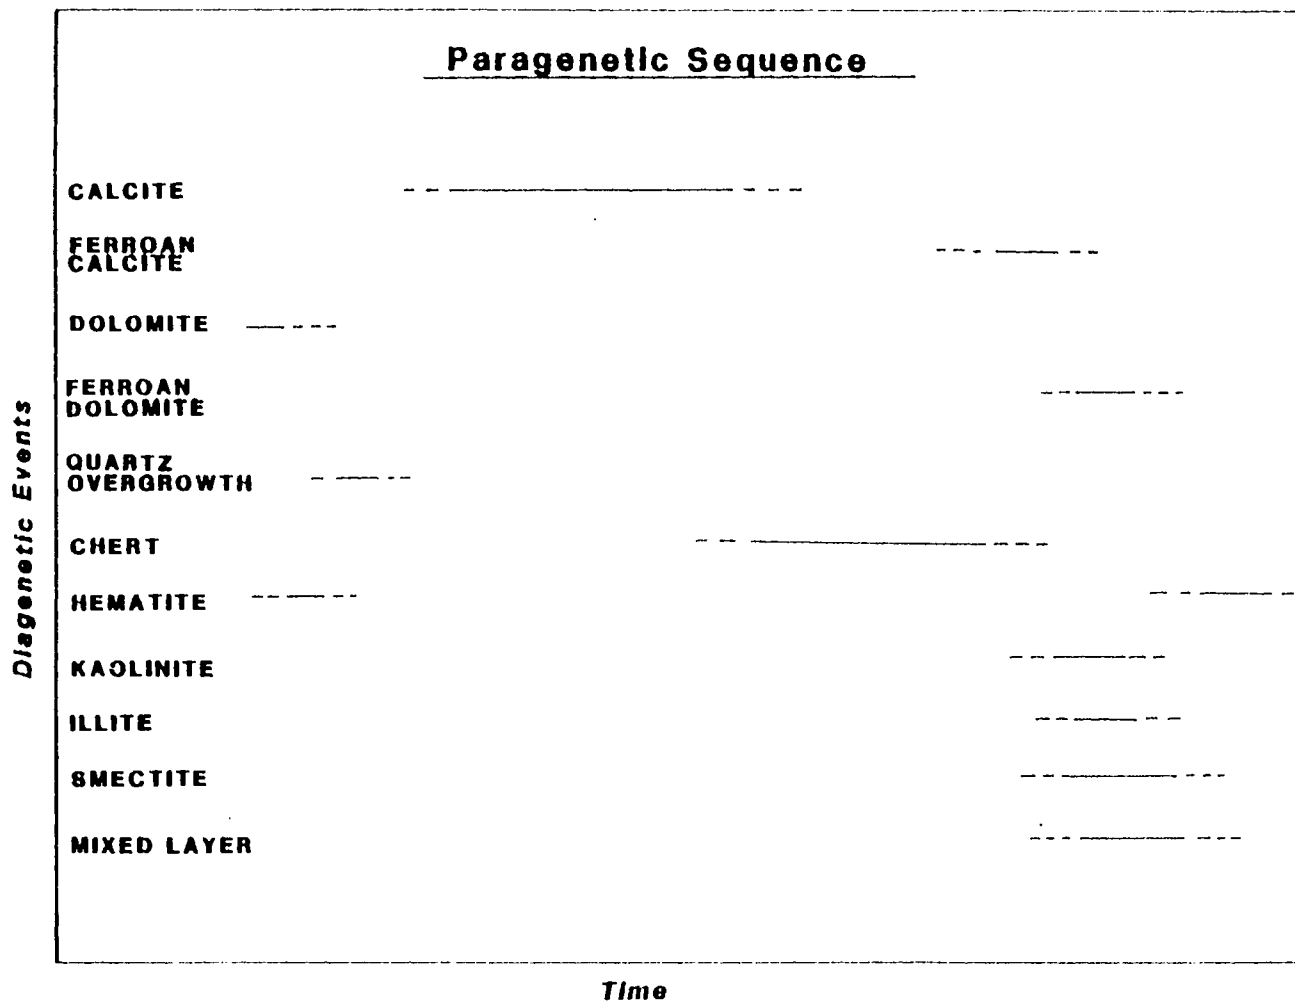 Paragenetic Sequence
CALCITE
FERROAN
CALCITE
DOLOMITE
FERROAN
DOLOMITE
QUARTZ
OVERGROWTH
CHERT
HEMATITE
KAOLINITE
ILLITE
SMECTITE
MIXED LAYER
Diagenetic Events
Time